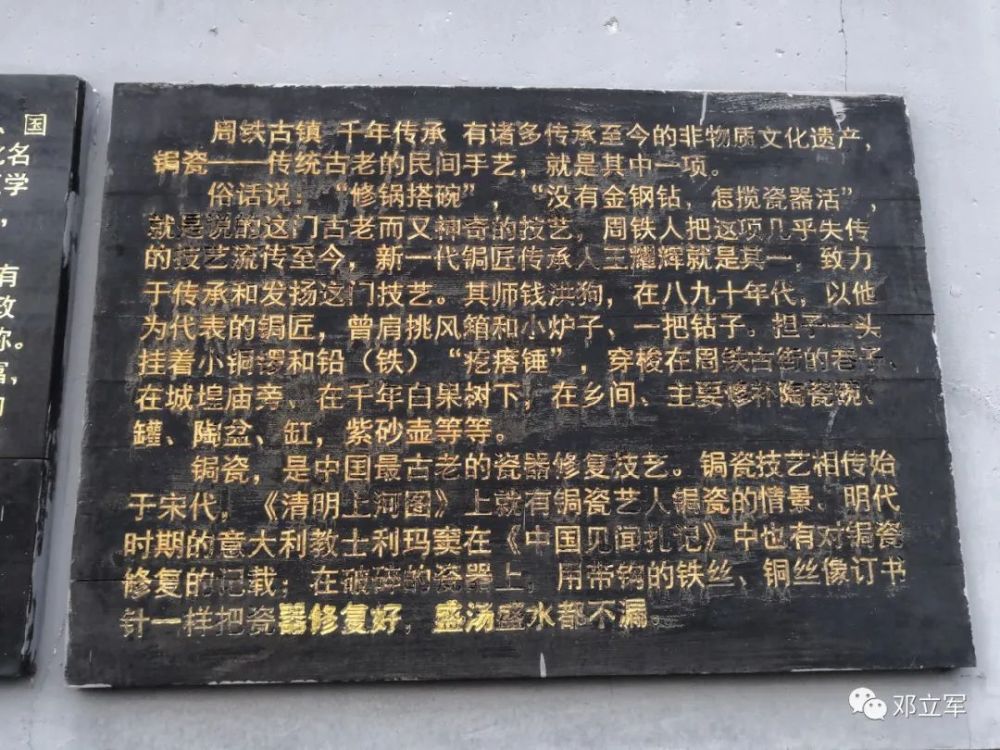 、国
名
学
，
有
政
称。
富，
周铁古镇 千年传承 有诸多传承至今的非物质文化遗产，
锔瓷——传统古老的民间手艺，就是其中一项。
俗话说：“修锅搭碗”，“没有金钢钻，怎揽瓷器活”，
就是说的这门古老而又神奇的技艺，周铁人把这项几乎失传
的技艺流传至今，新一代锔匠传承人王耀辉就是其一，致力
于传承和发扬这门技艺。其师钱洪狗，在八九十年代，以他
为代表的锔匠，曾肩挑风箱和小炉子、一把钻子。担子一头
挂着小铜锣和铅（铁）“疙瘩锤”，穿梭在周铁古街的巷子、
在城堭庙旁、在千年白果树下，在乡间、主要修补陶瓷碗、
罐、陶盆、缸，紫砂壶等等。
锔瓷，是中国最古老的瓷器修复技艺。锔瓷技艺相传始
于宋代，《清明上河图》上就有锔瓷艺人锔瓷的情景，明代
时期的意大利教士利玛窦在《中国见闻扎记》中也有对锔瓷
修复的记载：在破碎的瓷器上，用带钩的铁丝、铜丝像订书
针一样把瓷器修复好，盛汤盛水都不漏。
邓立军